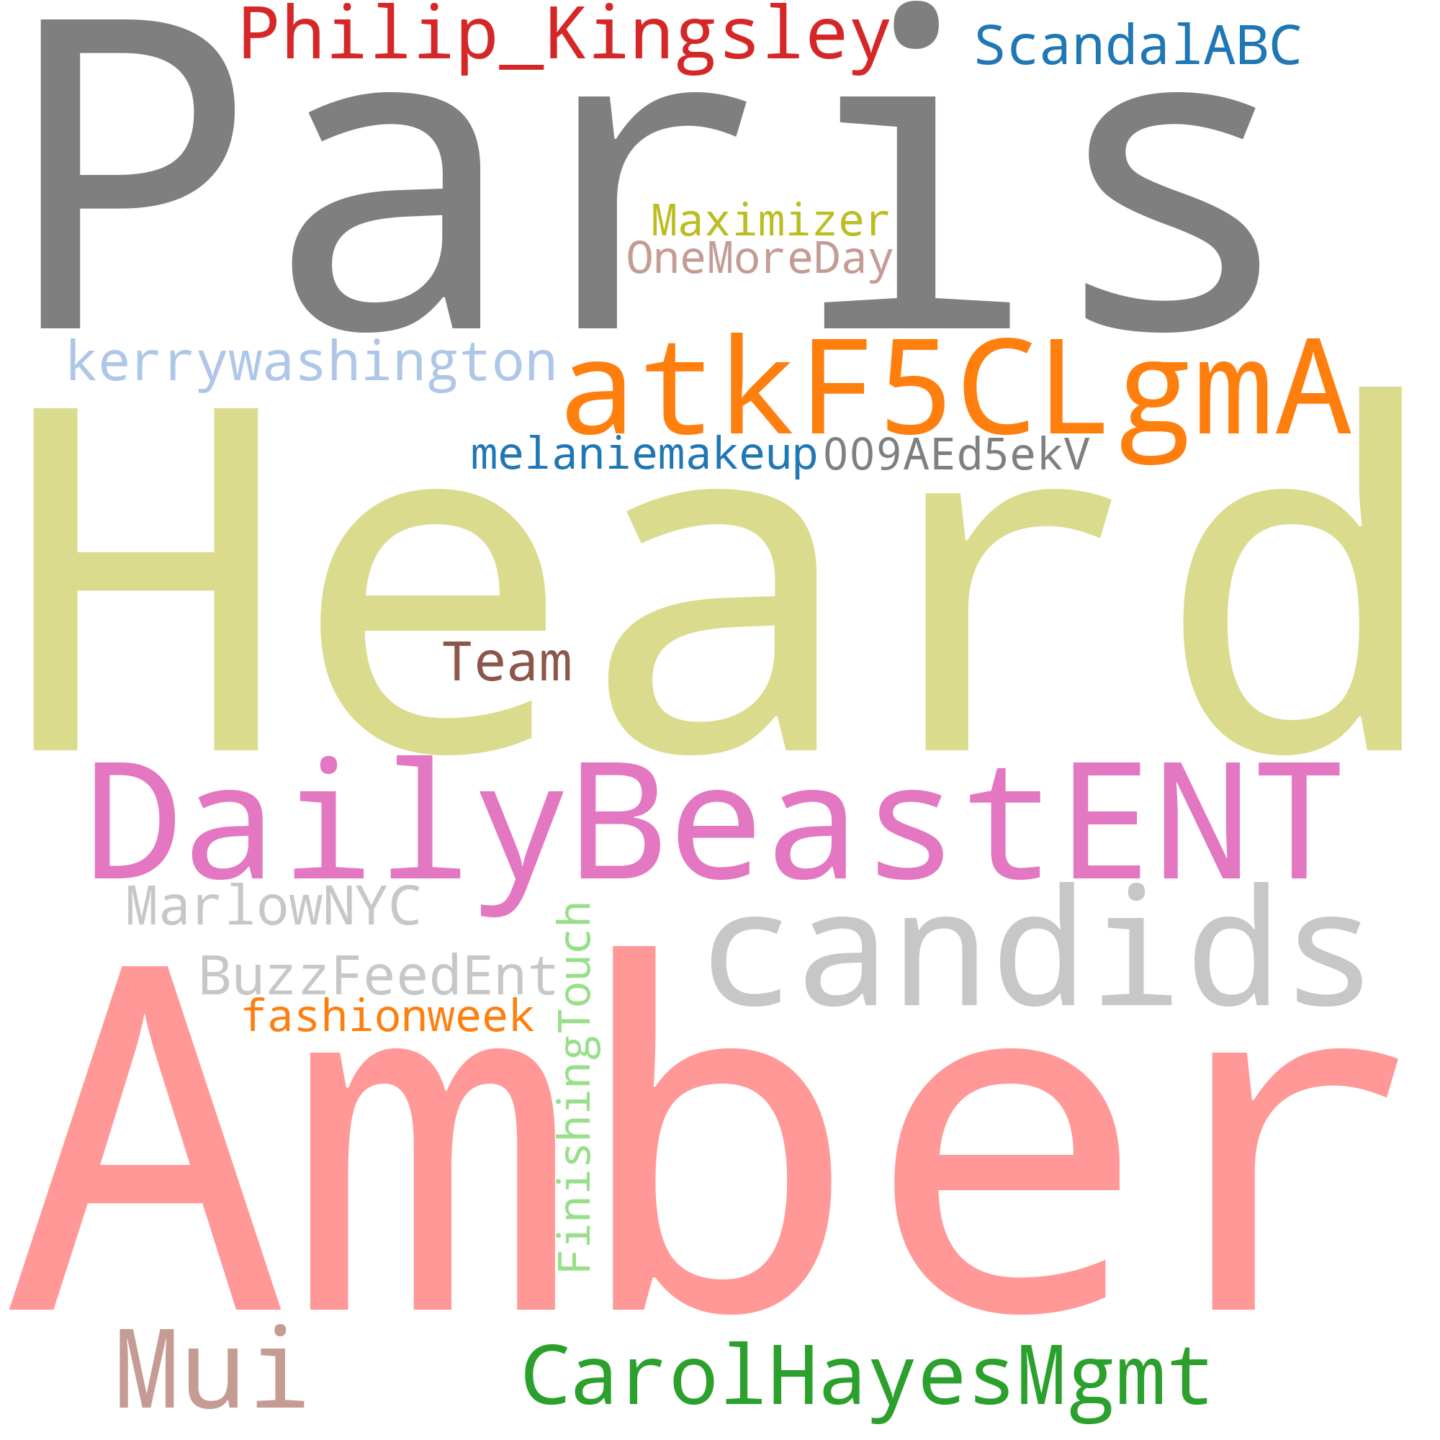 Philip_Kingsley
ScandalABC
Paris
Maximizer
OneMoreDay
kerrywashington
atkF5CLgmA
melaniemakeup
OO9AEd5ekV
Heard
Team
DailyBeastENT
MarlowNYC
candids
BuzzFeedEnt
fashionweek
FinishingTouch
Amber
Mui
CarolHayesMgmt